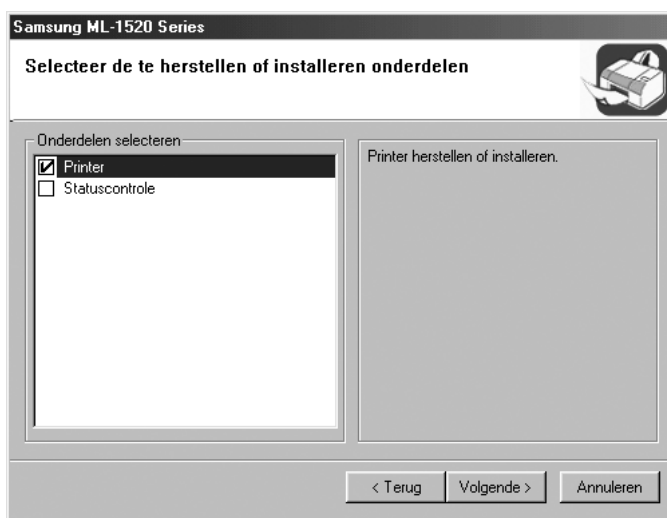 Samsung ML-1520 Series
Selecteer de te herstellen of installeren onderdelen
Onderdelen selecteren
Printer
Statuscontrole
Printer herstellen of installeren.
< Terug
Volgende >
Annuleren